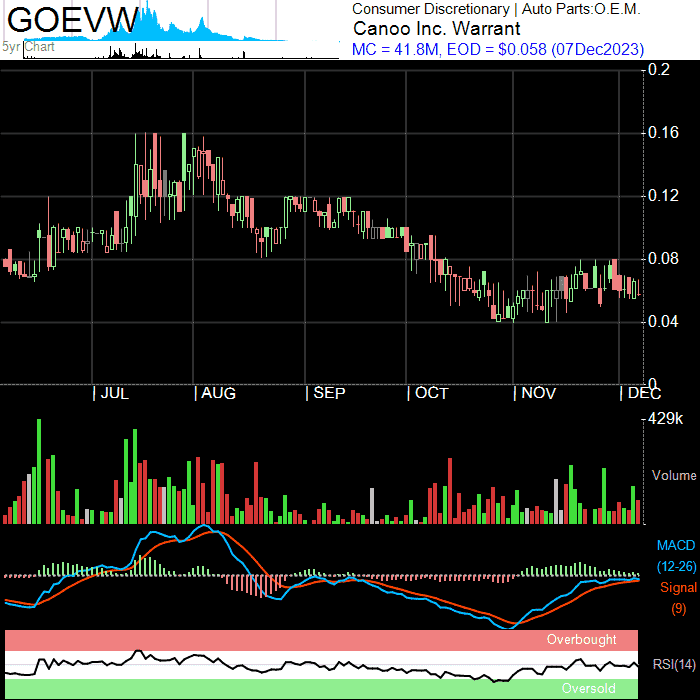 GOEVW
5yr Chart
Consumer Discretionary | Auto Parts:O.E.M.
Canoo Inc. Warrant
MC = 41.8M, EOD = $0.058 (07Dec2023)
0.2
0.16
0.12
0.08
0.04
0
| JUL | AUG | SEP | OCT | NOV | DEC
429k
Volume
MACD
(12-26)
Signal
(9)
Overbought
RSI(14)
Oversold